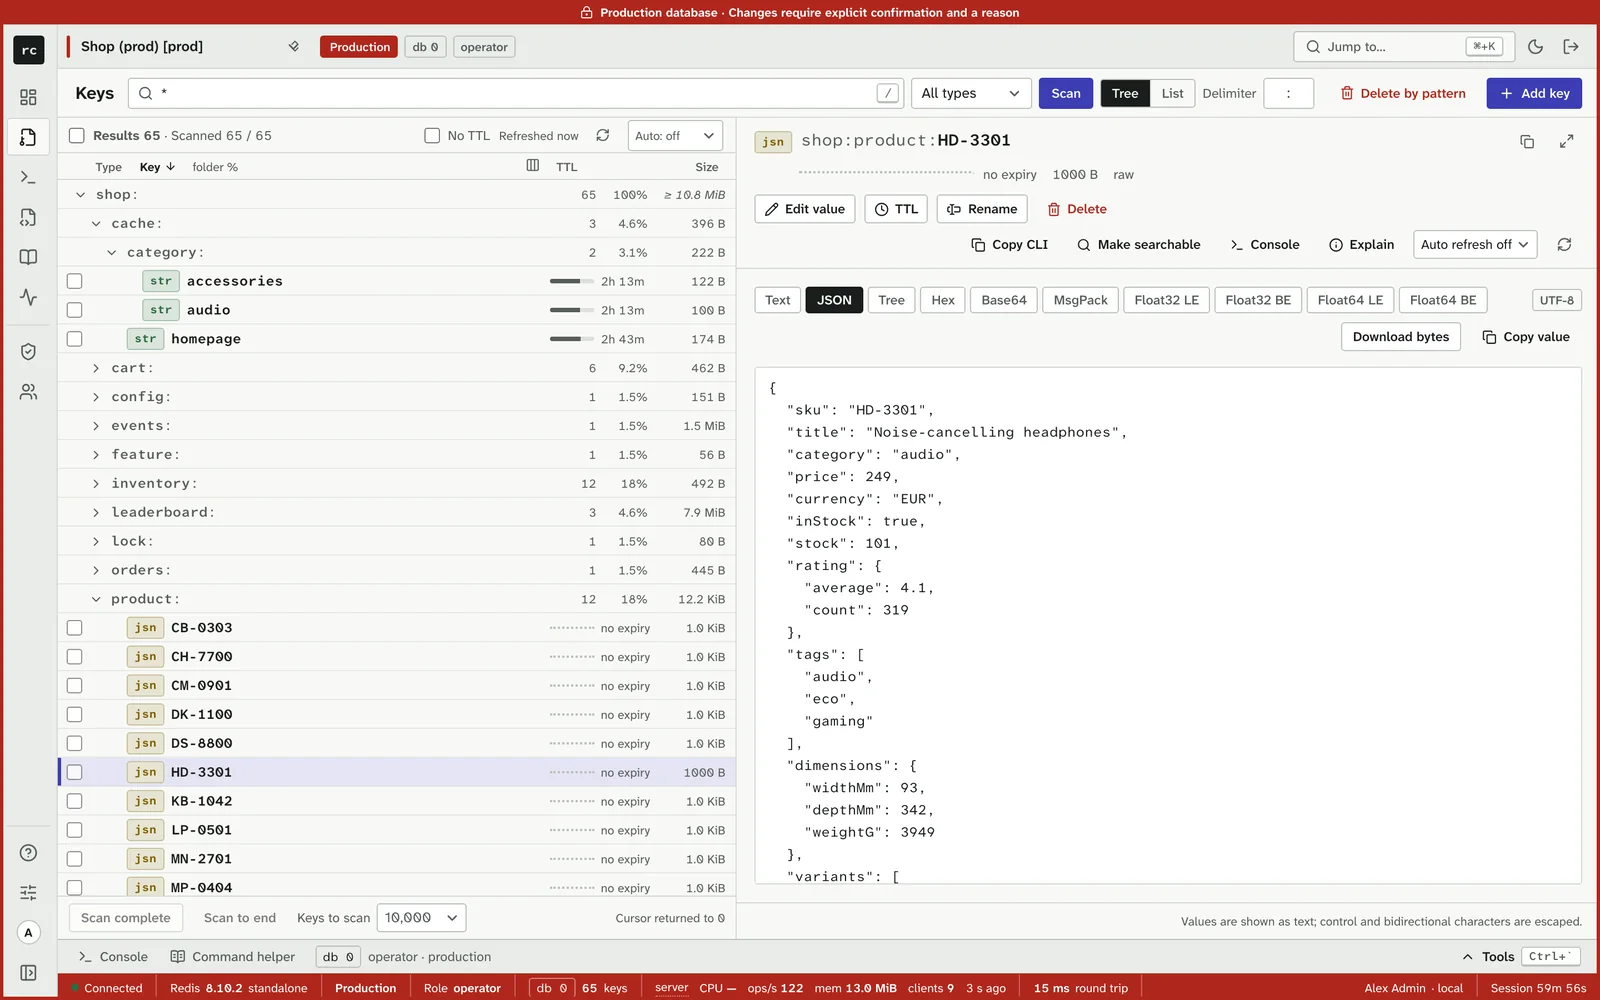 Production database · Changes require explicit confirmation and a reason
rc
Shop (prod) [prod]
Production
db 0
operator
Jump to...
⌘+K
Keys
*
/
All types
Scan
Tree
List
Delimiter
:
Delete by pattern
Add key
Results 65 · Scanned 65 / 65
No TTL
Refreshed now
Auto: off
Type Key ↓ folder % TTL Size
shop: 65 100% ≥ 10.8 MiB
cache: 3 4.6% 396 B
category: 2 3.1% 222 B
str accessories 2h 13m 122 B
str audio 2h 13m 100 B
str homepage 2h 43m 174 B
cart: 6 9.2% 462 B
config: 1 1.5% 151 B
events: 1 1.5% 1.5 MiB
feature: 1 1.5% 56 B
inventory: 12 18% 492 B
leaderboard: 3 4.6% 7.9 MiB
lock: 1 1.5% 80 B
orders: 1 1.5% 445 B
product: 12 18% 12.2 KiB
jsn CB-0303 no expiry 1.0 KiB
jsn CH-7700 no expiry 1.0 KiB
jsn CM-0901 no expiry 1.0 KiB
jsn DK-1100 no expiry 1.0 KiB
jsn DS-8800 no expiry 1.0 KiB
jsn HD-3301 no expiry 1000 B
jsn KB-1042 no expiry 1.0 KiB
jsn LP-0501 no expiry 1.0 KiB
jsn MN-2701 no expiry 1.0 KiB
jsn MP-0404 no expiry 1.0 KiB
Scan complete
Scan to end
Keys to scan
10,000
Cursor returned to 0
jsn shop:product:HD-3301
no expiry 1000 B raw
Edit value
TTL
Rename
Delete
Copy CLI
Make searchable
Console
Explain
Auto refresh off
Text JSON Tree Hex Base64 MsgPack Float32 LE Float32 BE Float64 LE Float64 BE UTF-8
Download bytes
Copy value
{
"sku": "HD-3301",
"title": "Noise-cancelling headphones",
"category": "audio",
"price": 249,
"currency": "EUR",
"inStock": true,
"stock": 101,
"rating": {
"average": 4.1,
"count": 319
},
"tags": [
"audio",
"eco",
"gaming"
],
"dimensions": {
"widthMm": 93,
"depthMm": 342,
"weightG": 3949
},
"variants": [
Values are shown as text; control and bidirectional characters are escaped.
A
Console
Command helper
db 0
operator · production
Tools
Ctrl+`
Connected
Redis 8.10.2 standalone
Production
Role operator
db 0 65 keys
server CPU — ops/s 122 mem 13.0 MiB clients 9 3 s ago
15 ms round trip
Alex Admin · local
Session 59m 56s